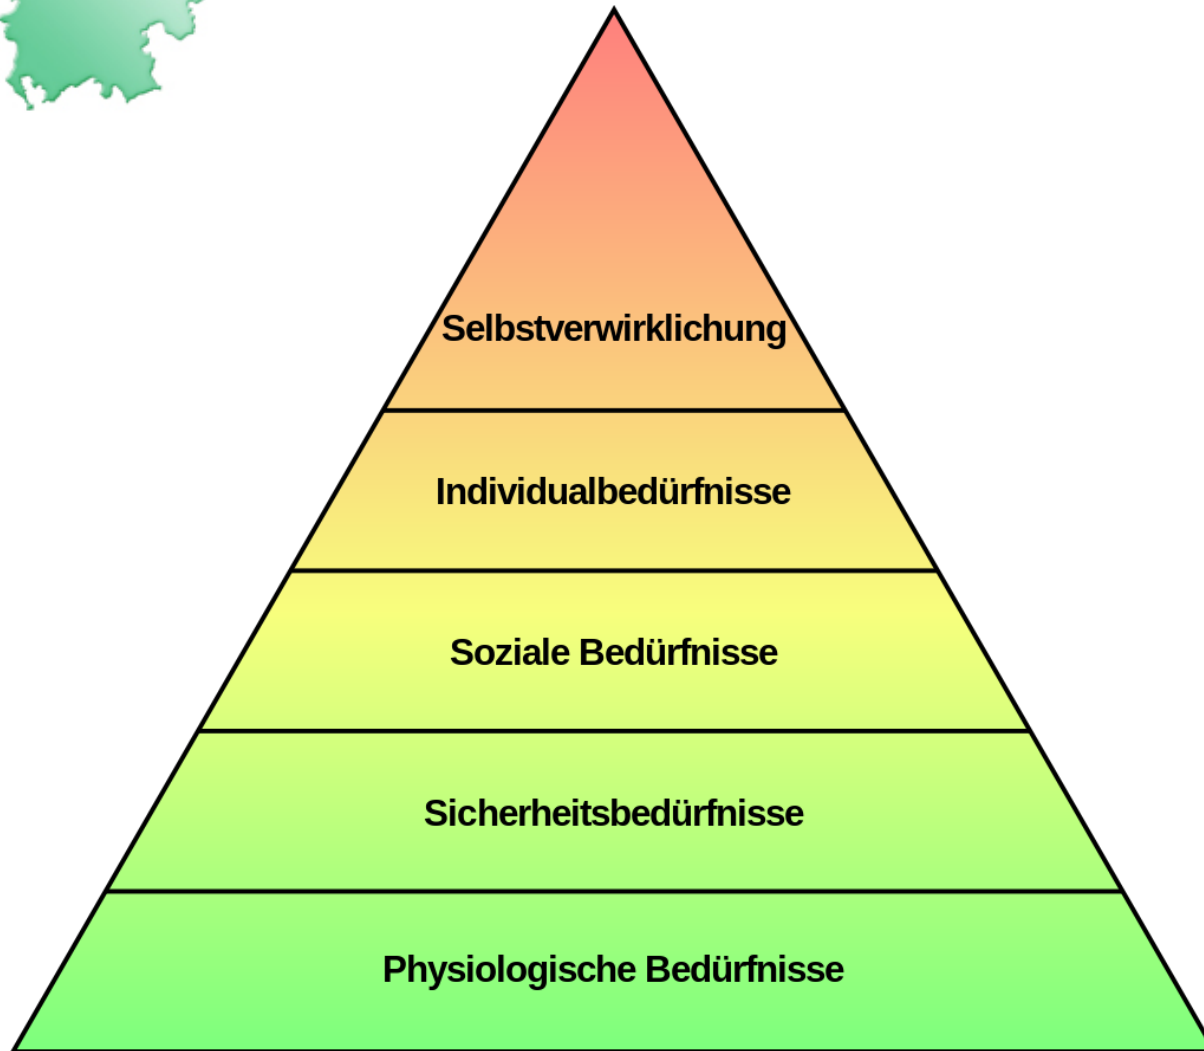 Selbstverwirklichung
Individualbedürfnisse
Soziale Bedürfnisse
Sicherheitsbedürfnisse
Physiologische Bedürfnisse